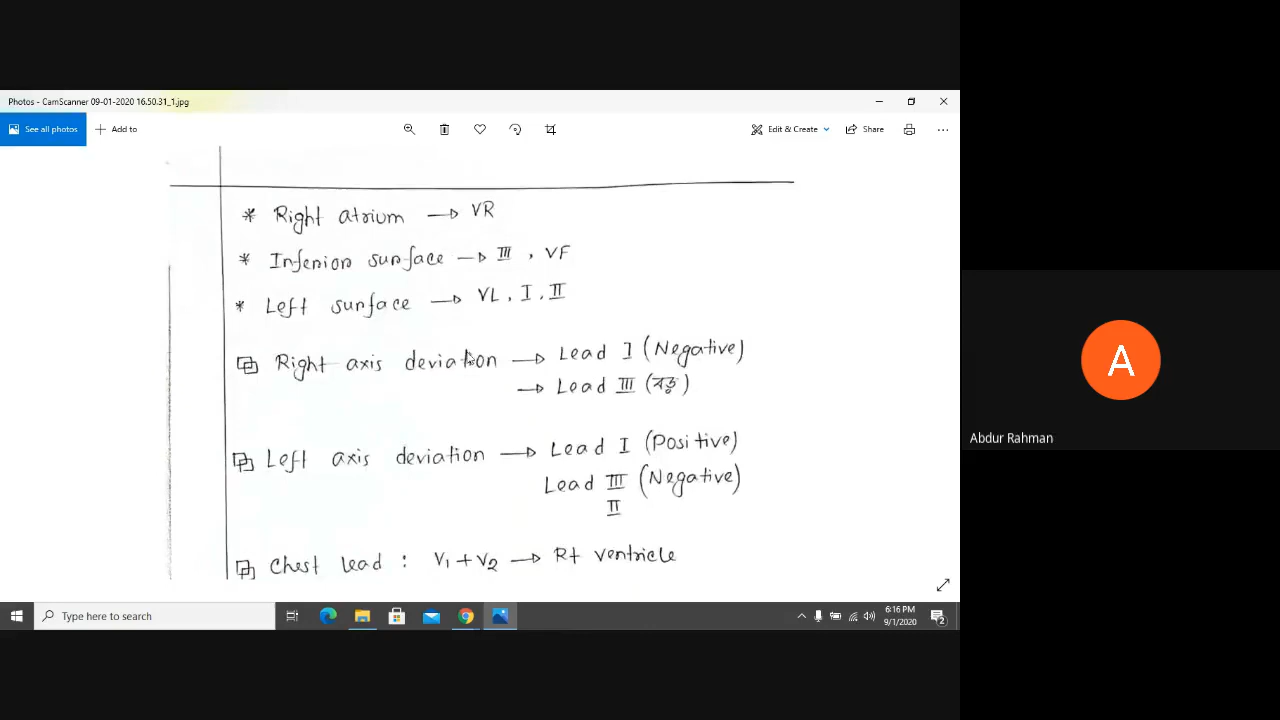 Photos - CamScanner 09-01-2020 16.50.31_1.jpg
See all photos
Add to
Edit & Create
Share
* Right atrium → VR
* Inferior surface → III, VF
* Left surface → VL, I, II
Right axis deviation → Lead I (Negative)
→ Lead III (বড়)
Left axis deviation → Lead I (Positive)
Lead III (Negative)
II
Chest lead : V1 + V2 → Rt ventricle
A
Abdur Rahman
Type here to search
6:16 PM
9/1/2020
2